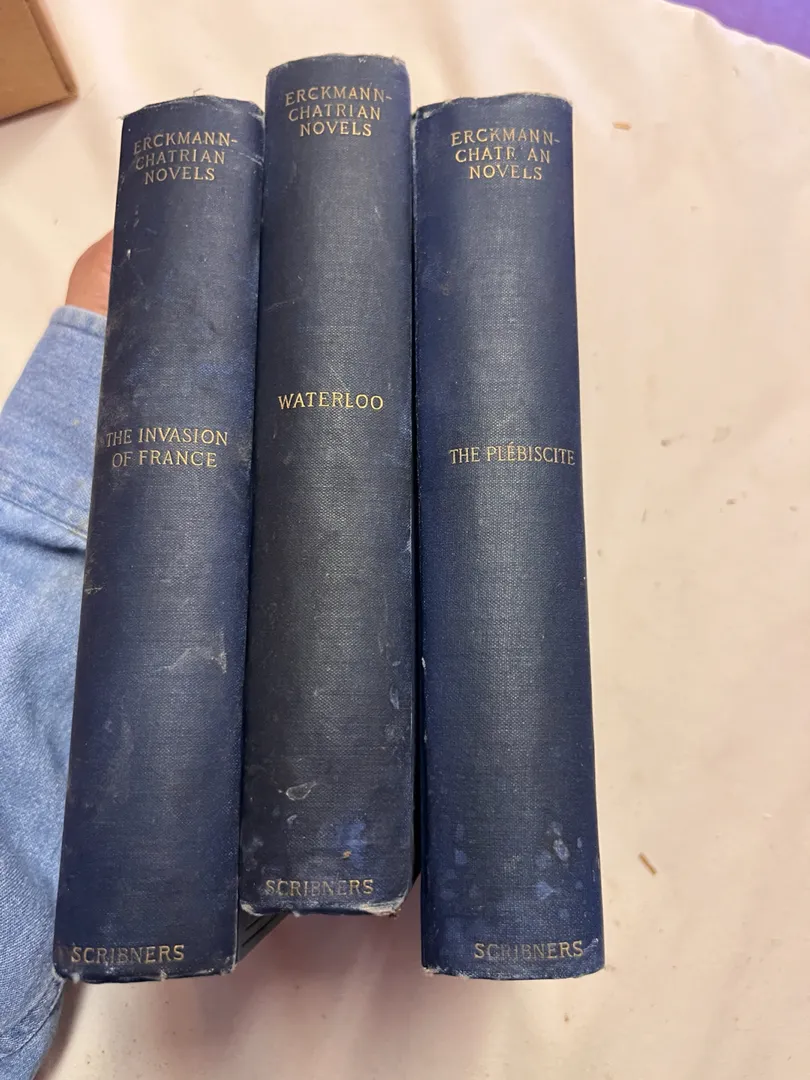 ERCKMANN-
CHATRIAN
NOVELS
THE INVASION
OF FRANCE
SCRIBNERS
ERCKMANN-
CHATRIAN
NOVELS
WATERLOO
SCRIBNERS
ERCKMANN-
CHATR AN
NOVELS
THE PLÉBISCITE
SCRIBNERS